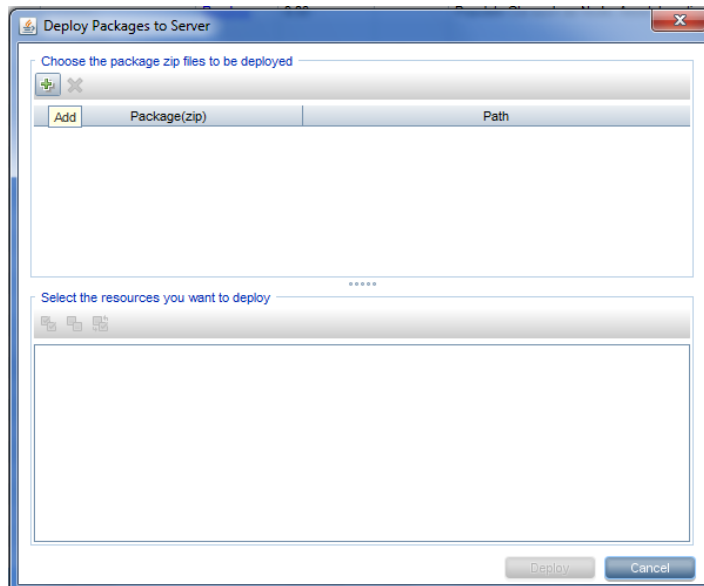 Deploy Packages to Server
Choose the package zip files to be deployed
Add
Package(zip) Path
Select the resources you want to deploy
Deploy Cancel